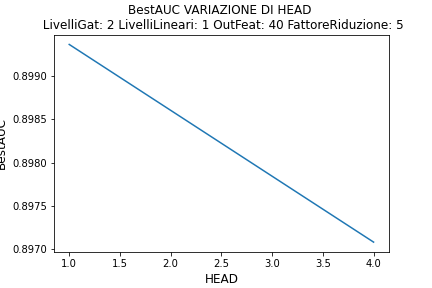 BestAUC VARIAZIONE DI HEAD
LivelliGat: 2 LivelliLineari: 1 OutFeat: 40 FattoreRiduzione: 5
0.8990
0.8985
0.8980
0.8975
0.8970
BestAUC
1.0 1.5 2.0 2.5 3.0 3.5 4.0
HEAD